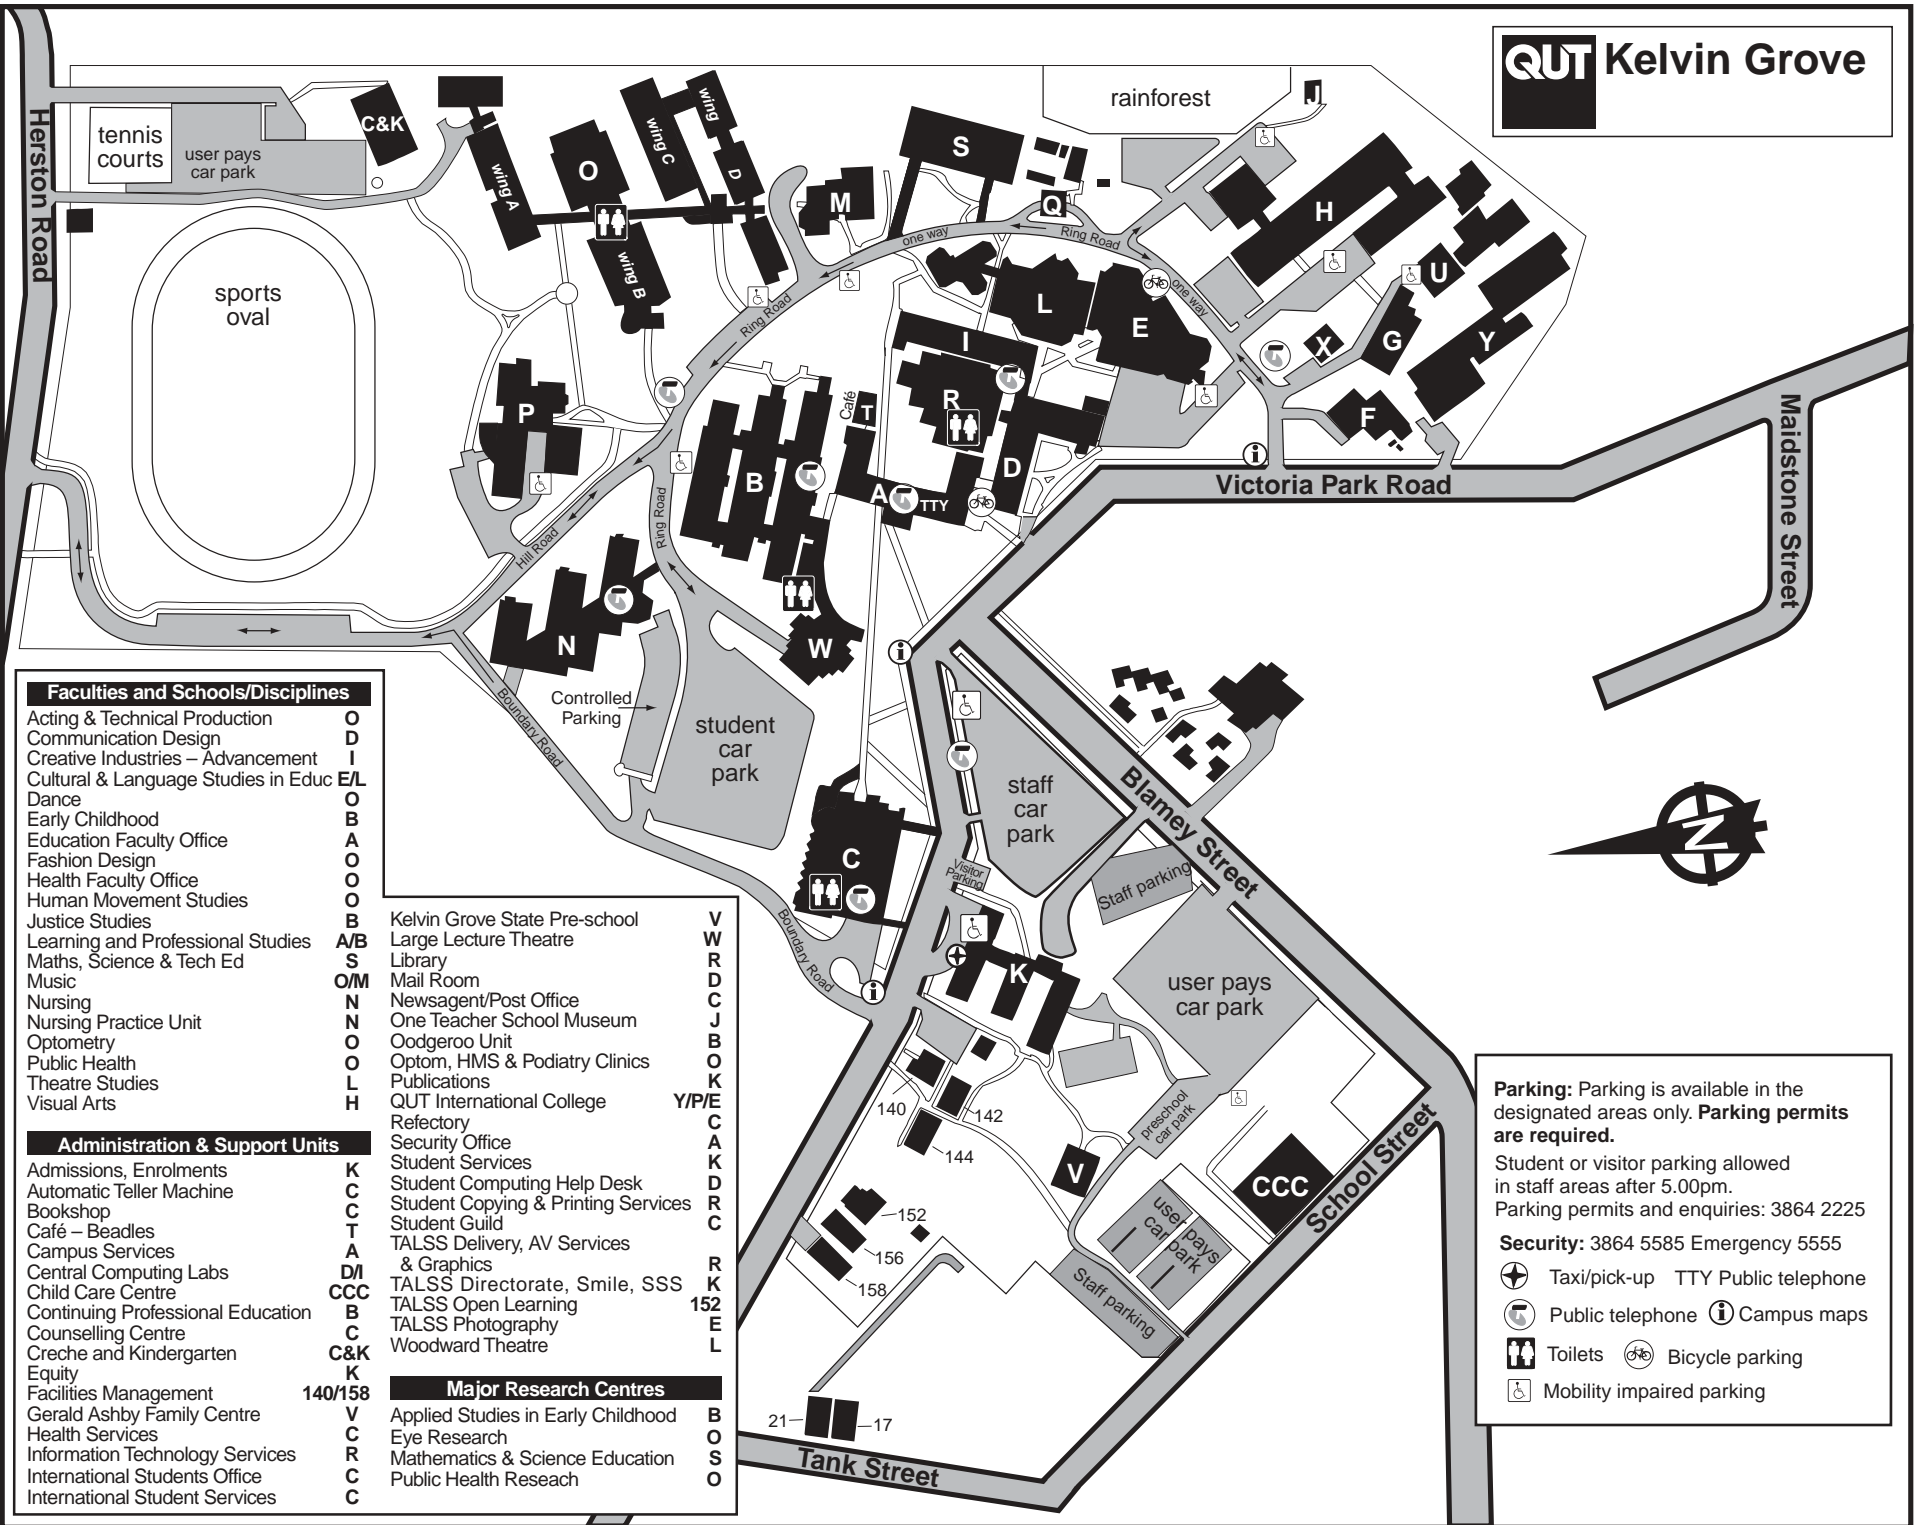 QUT Kelvin Grove
Herston Road
tennis
courts
user pays
car park
C&K
wing A
O
wing C
wing
D
wing B
M
S
Q
rainforest
J
H
U
G
Y
X
F
one way
Ring Road
one way
Ring Road
sports
oval
L
E
I
R
Café
T
P
B
A
TTY
D
Victoria Park Road
Maidstone Street
Ring Road
Hill Road
N
W
Controlled
Parking
Boundary Road
student
car
park
staff
car
park
Blamey Street
C
Visitor
Parking
Staff parking
Boundary Road
K
user pays
car park
N
140
142
144
preschool
car park
V
CCC
School Street
user pays
car park
152
156
158
Staff parking
21
17
Tank Street
Faculties and Schools/Disciplines
Acting & Technical Production O
Communication Design D
Creative Industries – Advancement I
Cultural & Language Studies in Educ E/L
Dance O
Early Childhood B
Education Faculty Office A
Fashion Design O
Health Faculty Office O
Human Movement Studies O
Justice Studies B
Learning and Professional Studies A/B
Maths, Science & Tech Ed S
Music O/M
Nursing N
Nursing Practice Unit N
Optometry O
Public Health O
Theatre Studies L
Visual Arts H
Administration & Support Units
Admissions, Enrolments K
Automatic Teller Machine C
Bookshop C
Café – Beadles T
Campus Services A
Central Computing Labs D/I
Child Care Centre CCC
Continuing Professional Education B
Counselling Centre C
Creche and Kindergarten C&K
Equity K
Facilities Management 140/158
Gerald Ashby Family Centre V
Health Services C
Information Technology Services R
International Students Office C
International Student Services C
Kelvin Grove State Pre-school V
Large Lecture Theatre W
Library R
Mail Room D
Newsagent/Post Office C
One Teacher School Museum J
Oodgeroo Unit B
Optom, HMS & Podiatry Clinics O
Publications K
QUT International College Y/P/E
Refectory C
Security Office A
Student Services K
Student Computing Help Desk D
Student Copying & Printing Services R
Student Guild C
TALSS Delivery, AV Services
& Graphics R
TALSS Directorate, Smile, SSS K
TALSS Open Learning 152
TALSS Photography E
Woodward Theatre L
Major Research Centres
Applied Studies in Early Childhood B
Eye Research O
Mathematics & Science Education S
Public Health Reseach O
Parking: Parking is available in the
designated areas only. Parking permits
are required.
Student or visitor parking allowed
in staff areas after 5.00pm.
Parking permits and enquiries: 3864 2225
Security: 3864 5585 Emergency 5555
Taxi/pick-up TTY Public telephone
Public telephone i Campus maps
Toilets Bicycle parking
Mobility impaired parking